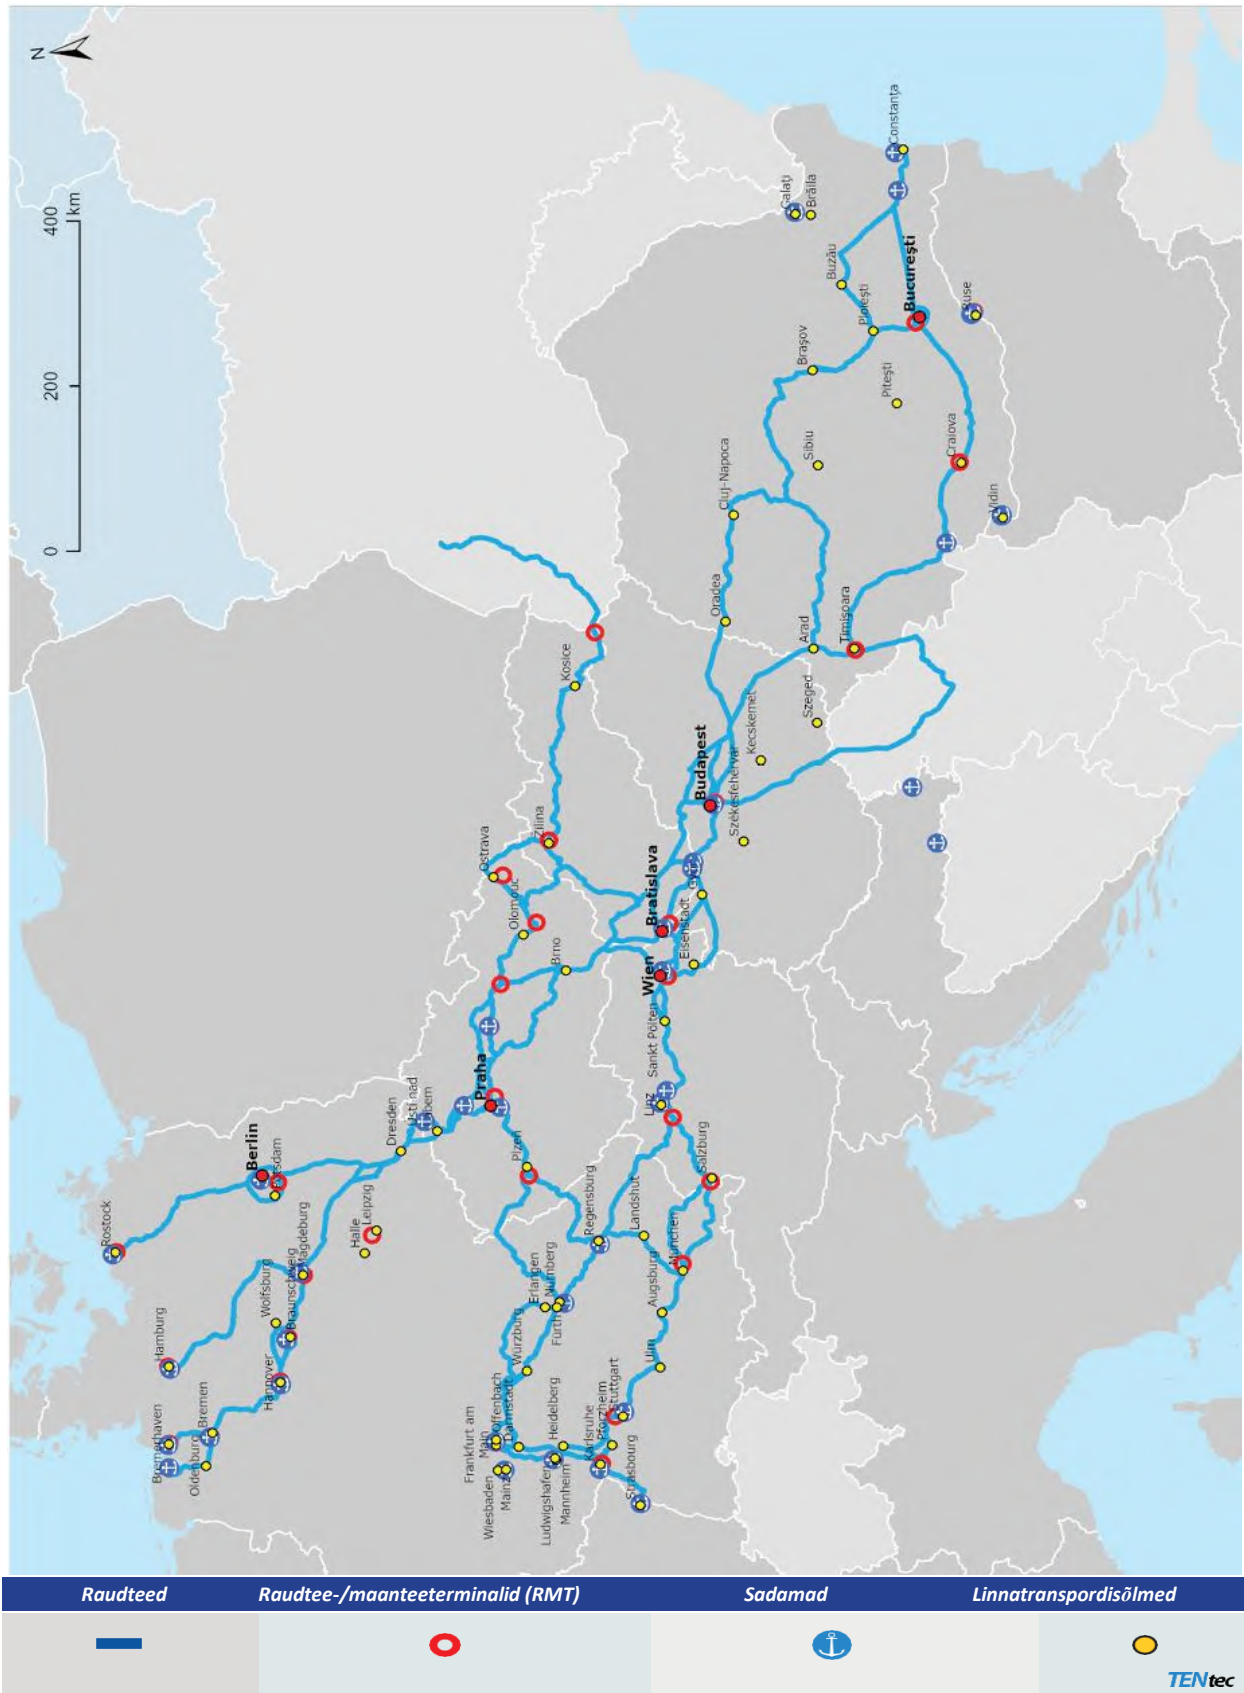 N
0 200 400
km
Rostock
Hamburg
Bremerhaven
Bremen
Oldenburg
Berlin
Potsdam
Magdeburg
Wolfsburg
Braunschweig
Hannover
Halle
Leipzig
Dresden
Ústí nad
Labem
Praha
Plzeň
Ostrava
Olomouc
Brno
Žilina
Kosice
Wiesbaden
Mainz
Frankfurt am
Main
Offenbach
Darmstadt
Würzburg
Erlangen
Nürnberg
Fürth
Regensburg
Landshut
Ludwigshafen
Mannheim
Heidelberg
Karlsruhe
Pforzheim
Stuttgart
Strasbourg
Ulm
Augsburg
München
Salzburg
Linz
Sankt Pölten
Wien
Bratislava
Eisenstadt
Győr
Budapest
Székesfehérvár
Kecskemét
Szeged
Oradea
Cluj-Napoca
Arad
Timișoara
Sibiu
Brașov
Ploiești
Pitești
Buzău
Galați
Brăila
București
Constanța
Craiova
Vidin
Ruse
Raudteed Raudtee-/maanteeterminalid (RMT) Sadamad Linnatranspordisõlmed
TENtec